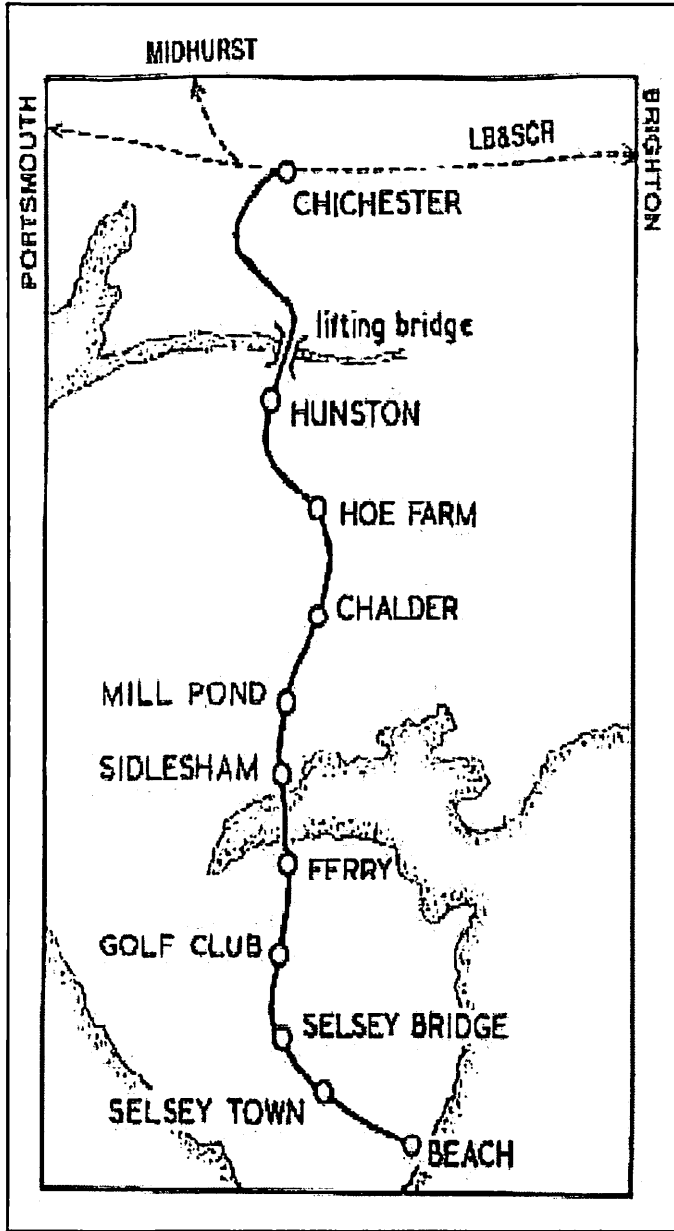 MIDHURST
PORTSMOUTH
BRIGHTON
LB&SCR
CHICHESTER
lifting bridge
HUNSTON
HOE FARM
CHALDER
MILL POND
SIDLESHAM
FERRY
GOLF CLUB
SELSEY BRIDGE
SELSEY TOWN
BEACH